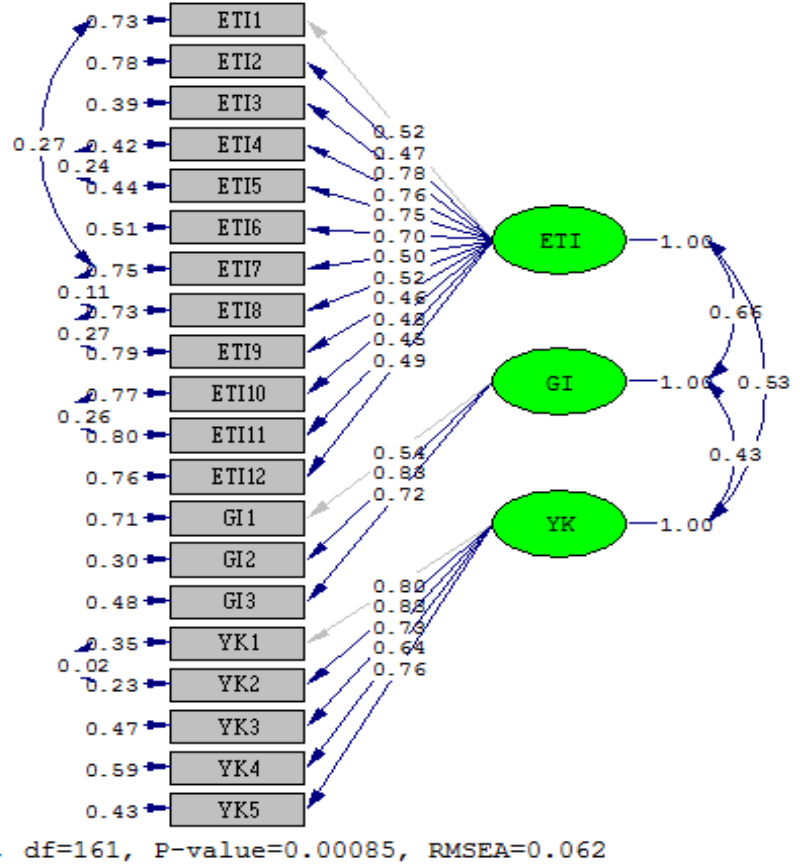 0.73 ETI1
0.78 ETI2
0.39 ETI3
0.52
0.27 0.42 ETI4 0.47
0.24 0.78
0.44 ETI5 0.76
0.75
0.51 ETI6 0.70 ETI 1.00
0.75 ETI7 0.50
0.11 0.52
0.73 ETI8 0.46 0.66
0.27 0.48
0.79 ETI9 0.45
0.49
0.77 ETI10 GI 1.00 0.53
0.26
0.80 ETI11
0.54 0.43
0.76 ETI12 0.83
0.72
0.71 GI1 YK 1.00
0.30 GI2
0.80
0.48 GI3 0.88
0.73
0.35 YK1 0.64
0.02 0.76
0.23 YK2
0.47 YK3
0.59 YK4
0.43 YK5
df=161, P-value=0.00085, RMSEA=0.062